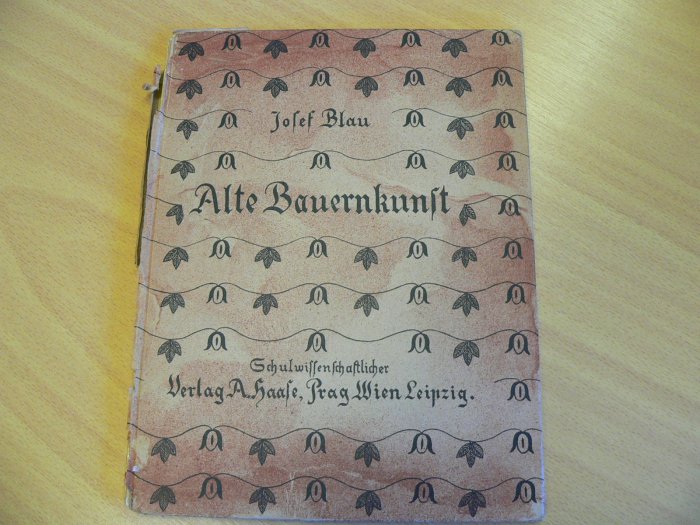 Josef Blau
Alte Bauernkunst
Schulwissenschaftlicher
Verlag A. Haase, Prag Wien Leipzig.